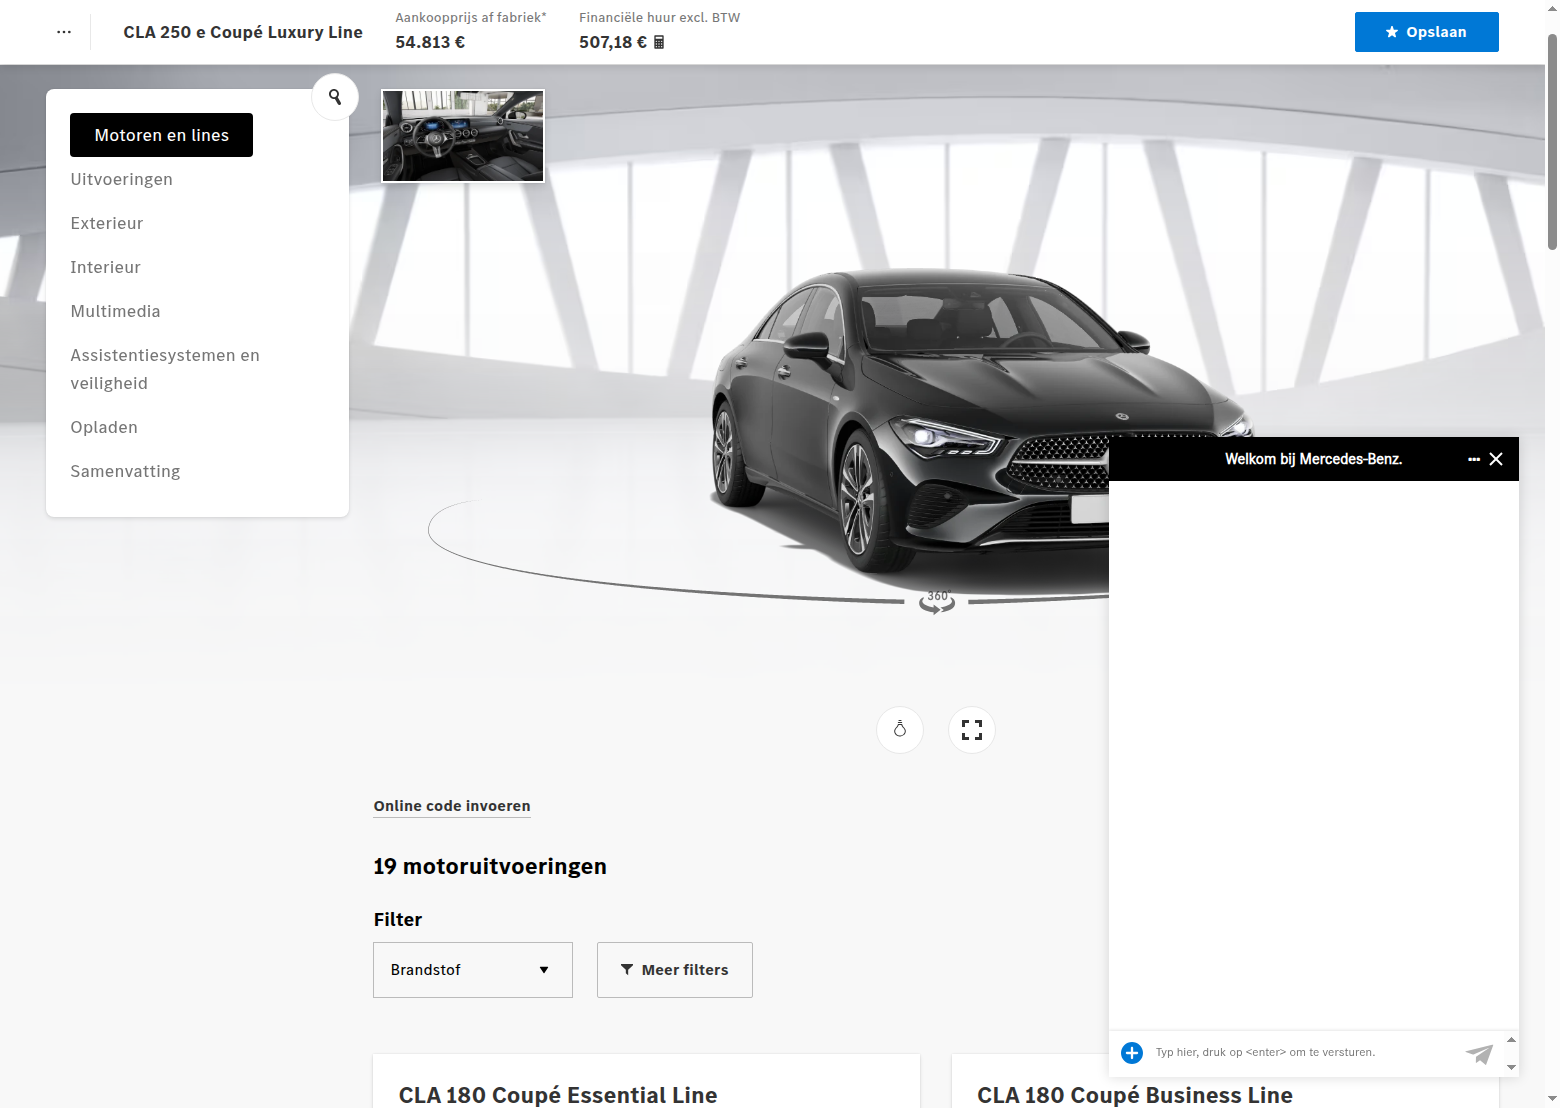 CLA 250 e Coupé Luxury Line
Aankoopprijs af fabriek*
54.813 €
Financiële huur excl. BTW
507,18 €
Opslaan
Motoren en lines
Uitvoeringen
Exterieur
Interieur
Multimedia
Assistentiesystemen en
veiligheid
Opladen
Samenvatting
360°
Welkom bij Mercedes-Benz.
Online code invoeren
19 motoruitvoeringen
Filter
Brandstof
Meer filters
Typ hier, druk op <enter> om te versturen.
CLA 180 Coupé Essential Line
CLA 180 Coupé Business Line